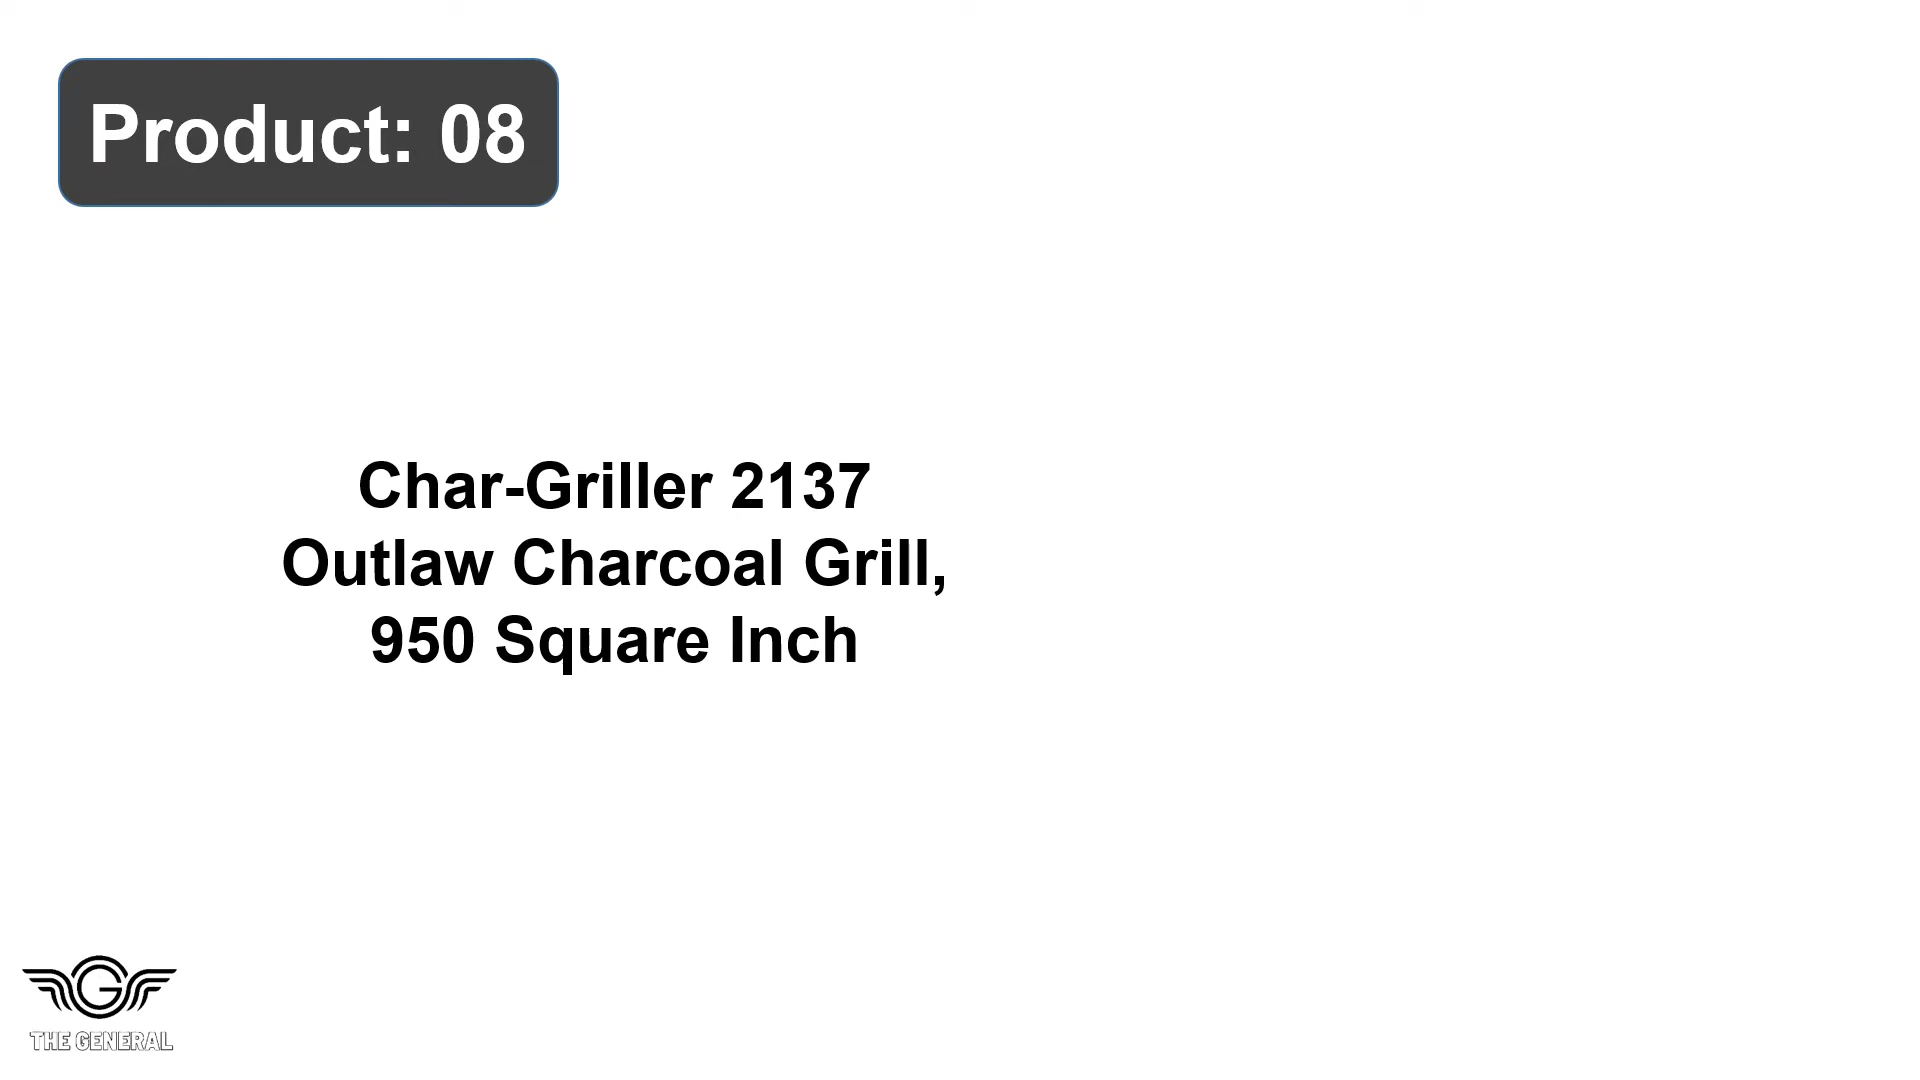 Product: 08
Char-Griller 2137
Outlaw Charcoal Grill,
950 Square Inch
G
THE GENERAL